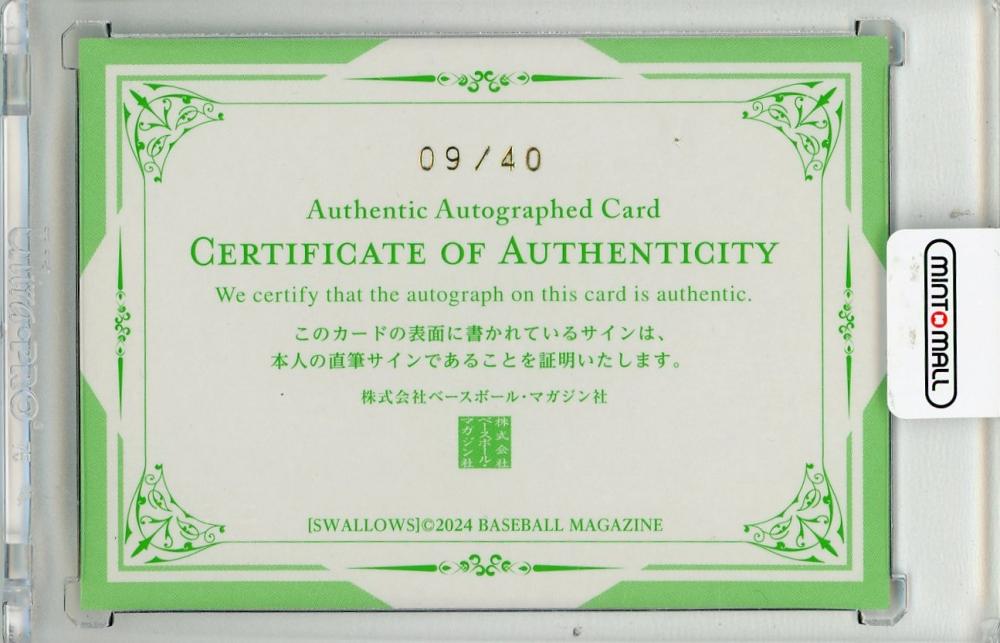 09/40
Authentic Autographed Card
CERTIFICATE OF AUTHENTICITY
We certify that the autograph on this card is authentic.
このカードの表面に書かれているサインは、
本人の直筆サインであることを証明いたします。
株式会社ベースボール・マガジン社
株式会社
ベースボール・
マガジン社
[SWALLOWS]©2024 BASEBALL MAGAZINE
MINTMALL
UltraPRO